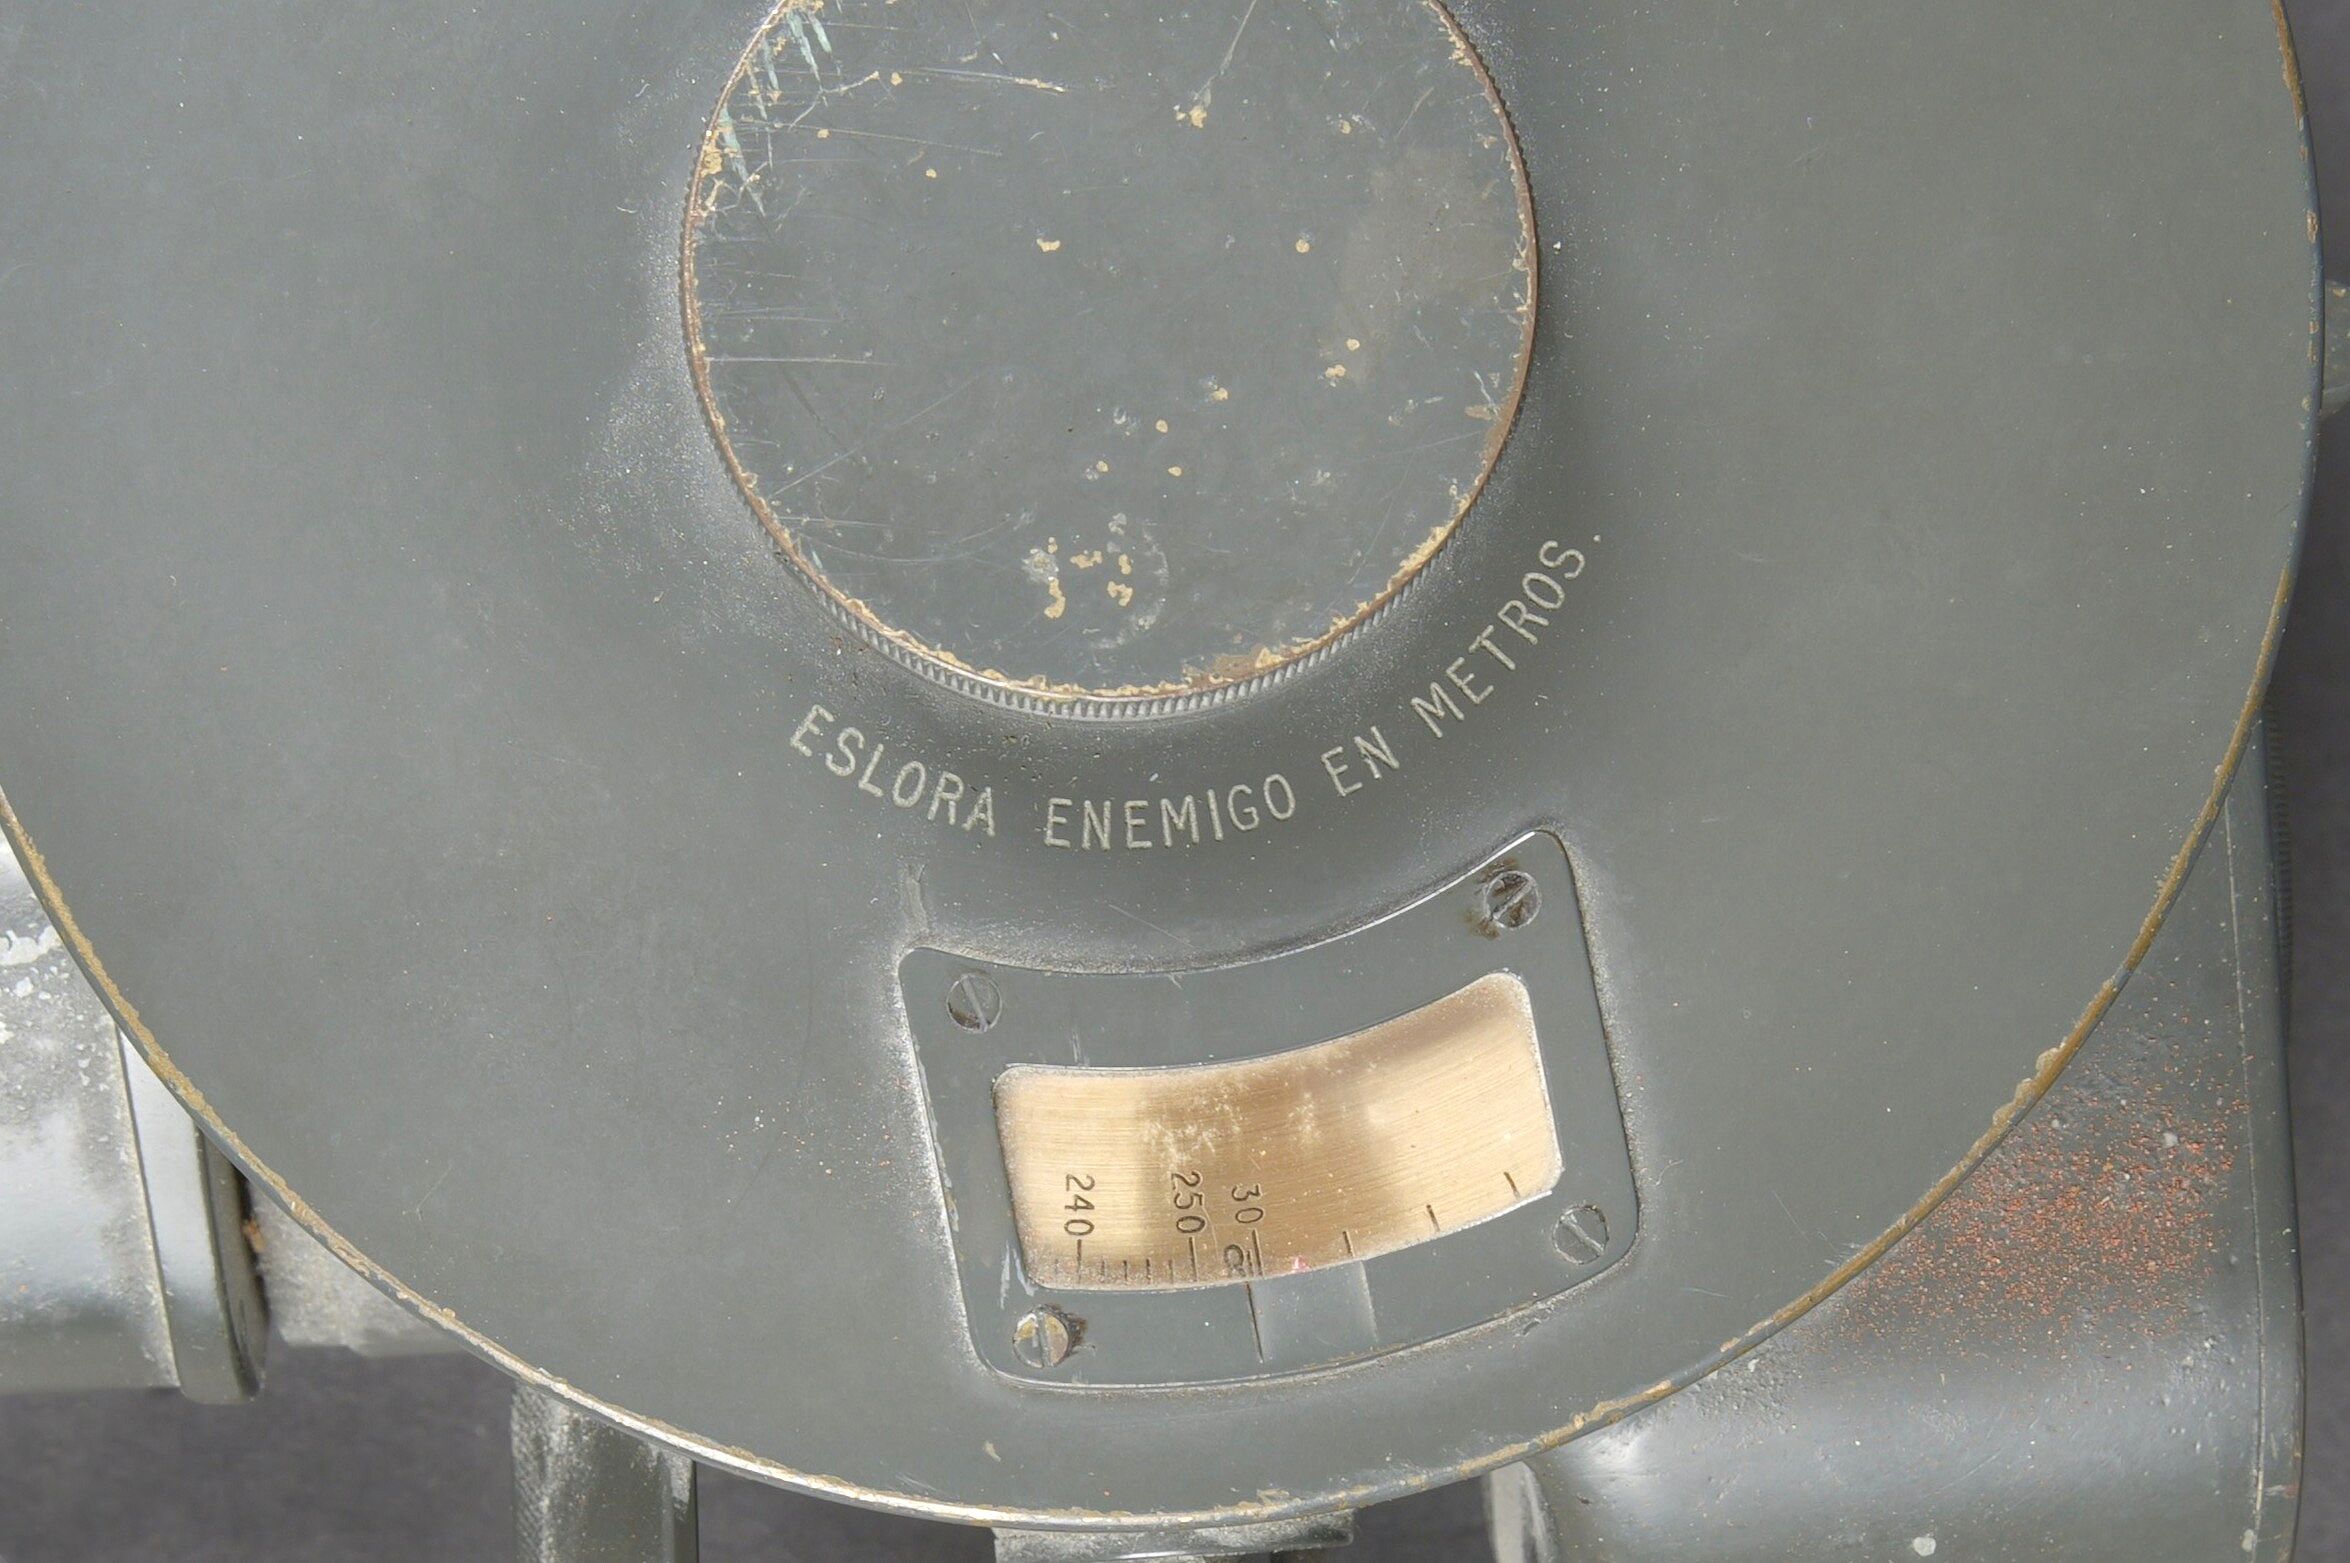 ESLORA ENEMIGO EN METROS.
240 250 30